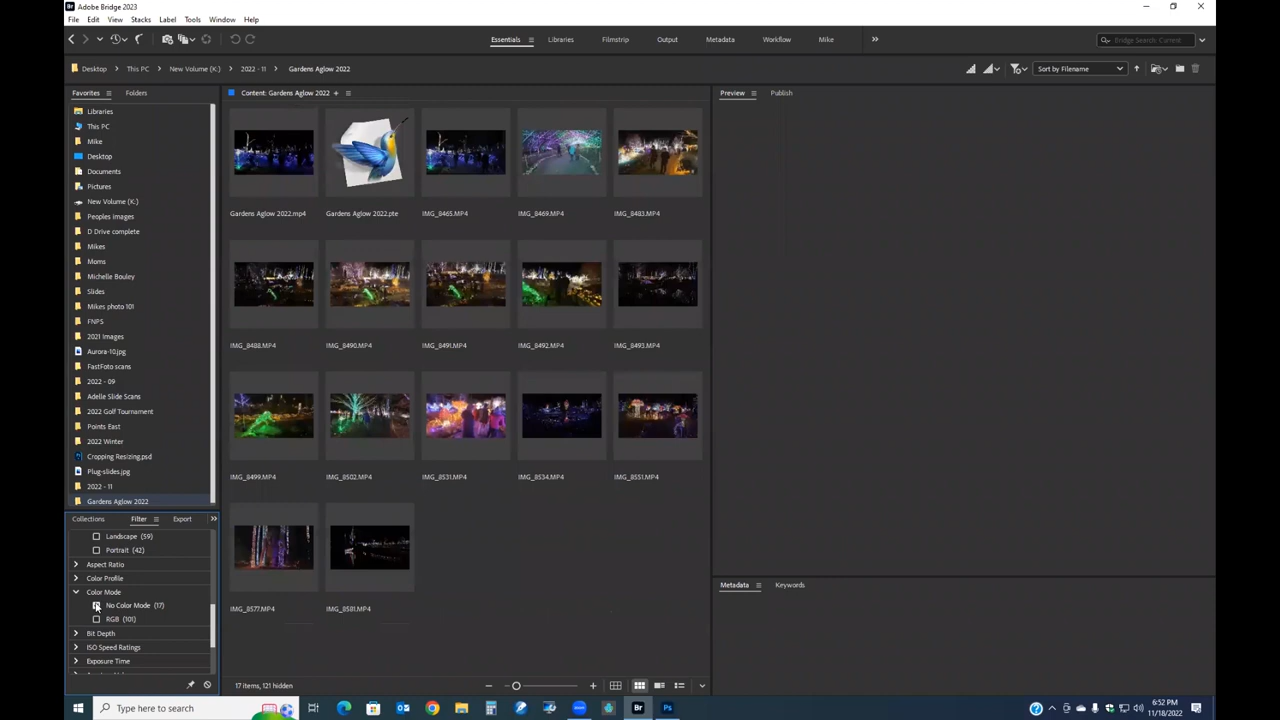 Adobe Bridge 2023
File Edit View Stacks Label Tools Window Help
Essentials Libraries Filmstrip Output Metadata Workflow Mike
Bridge Search: Current
Desktop This PC New Volume (K:) 2022 - 11 Gardens Aglow 2022
Sort by Filename
Favorites Folders
Libraries
This PC
Mike
Desktop
Documents
Pictures
New Volume (K:)
Peoples images
D Drive complete
Mikes
Moms
Michelle Bouley
Slides
Mikes photo 101
FNPS
2021 Images
Aurora-10.jpg
FastFoto scans
2022 - 09
Adelle Slide Scans
2022 Golf Tournament
Points East
2022 Winter
Cropping Resizing.psd
Plug-slides.jpg
2022 - 11
Gardens Aglow 2022
Collections Filter Export
Landscape (59)
Portrait (42)
Aspect Ratio
Color Profile
Color Mode
No Color Mode (17)
RGB (101)
Bit Depth
ISO Speed Ratings
Exposure Time
Content: Gardens Aglow 2022
Gardens Aglow 2022.mp4 Gardens Aglow 2022.pte IMG_8465.MP4 IMG_8469.MP4 IMG_8483.MP4
IMG_8488.MP4 IMG_8490.MP4 IMG_8491.MP4 IMG_8492.MP4 IMG_8493.MP4
IMG_8499.MP4 IMG_8502.MP4 IMG_8531.MP4 IMG_8534.MP4 IMG_8551.MP4
IMG_8577.MP4 IMG_8581.MP4
17 items, 121 hidden
Preview Publish
Metadata Keywords
Type here to search
Br Ps
6:52 PM
11/18/2022